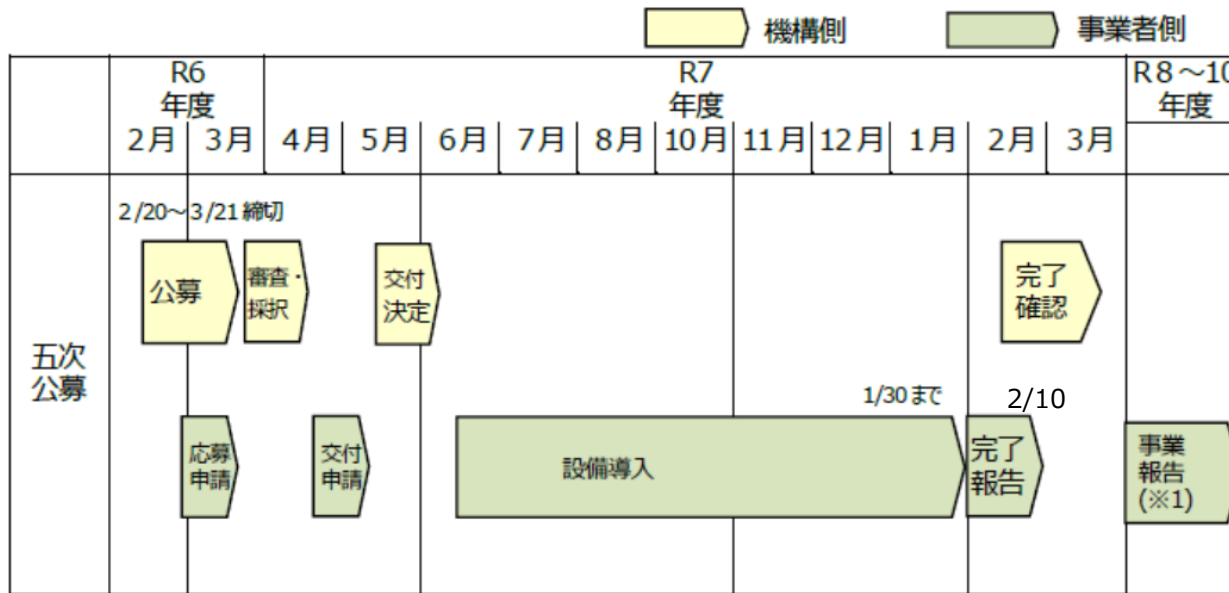 機構側
事業者側
R6
年度
R7
年度
R8～10
年度
2月
3月
4月
5月
6月
7月
8月
10月
11月
12月
1月
2月
3月
五次
公募
2/20～3/21締切
公募
審査・
採択
交付
決定
完了
確認
応募
申請
交付
申請
設備導入
1/30まで
2/10
完了
報告
事業
報告
(※1)